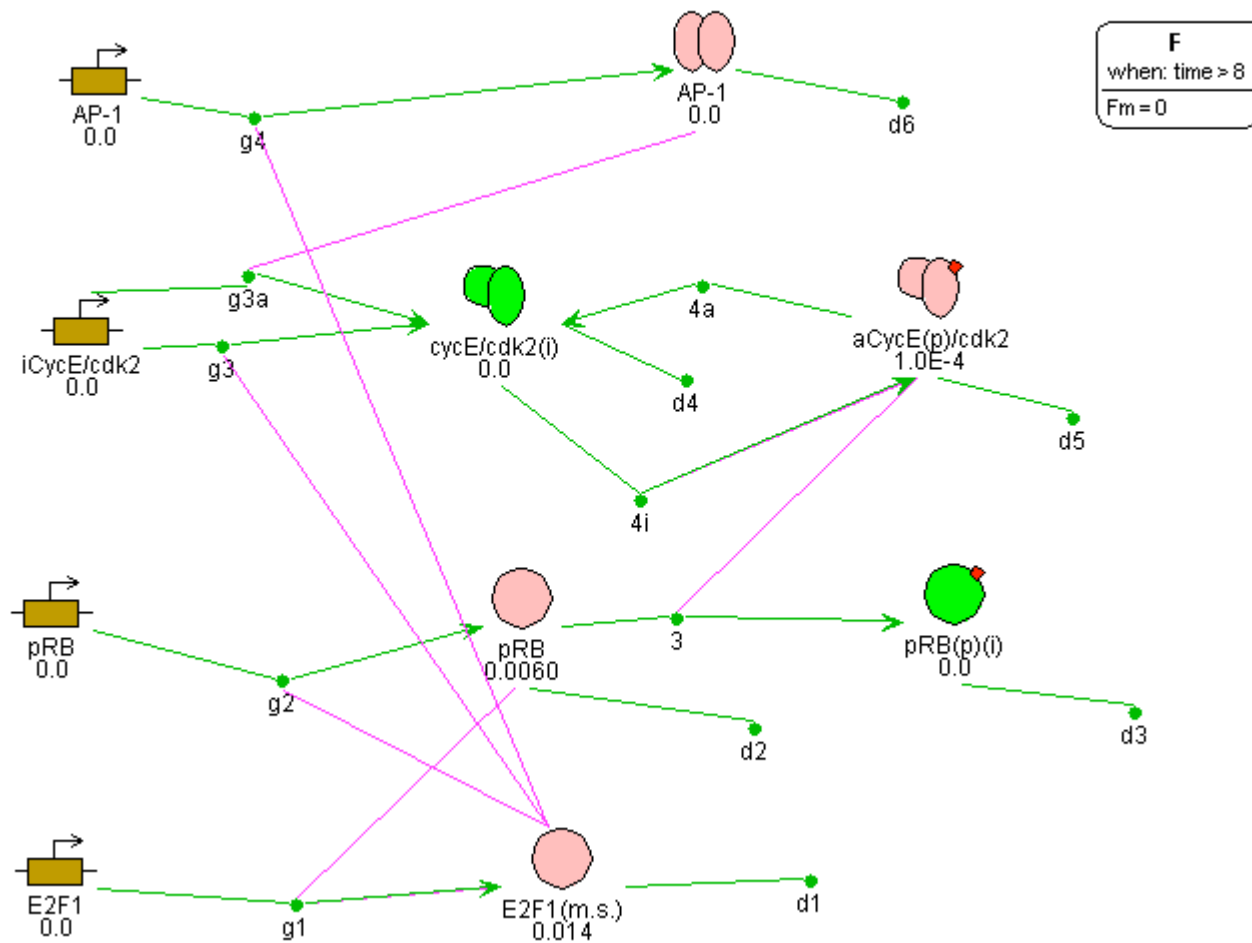 F
when: time > 8
Fm = 0
AP-1
0.0
g4
AP-1
0.0
d6
iCycE/cdk2
0.0
g3a
g3
cycE/cdk2(i)
0.0
4a
d4
aCycE(p)/cdk2
1.0E-4
d5
4i
pRB
0.0
g2
pRB
0.0060
3
pRB(p)(i)
0.0
d2
d3
E2F1
0.0
g1
E2F1(m.s.)
0.014
d1